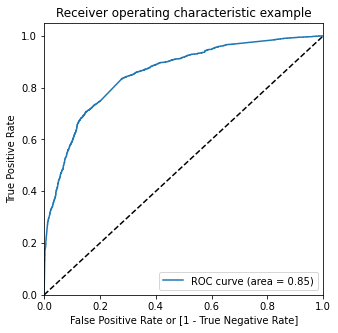 Receiver operating characteristic example
1.0
0.8
0.6
0.4
0.2
0.0
True Positive Rate
ROC curve (area = 0.85)
0.0 0.2 0.4 0.6 0.8 1.0
False Positive Rate or [1 - True Negative Rate]